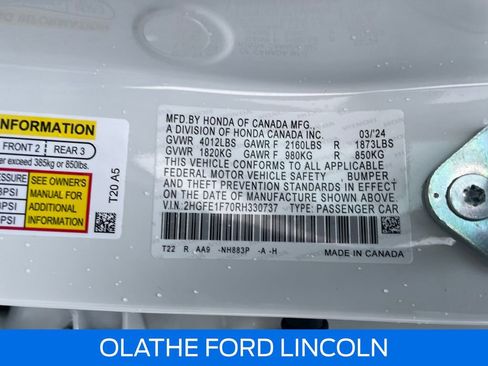 INFORMATION
FRONT 2 REAR 3
er exceed 385kg or 850lbs.
SSURE
PSI
PSI
PSI
SEE OWNER'S
MANUAL FOR
ADDITIONAL
INFORMATION
T20 A5
MFD.BY HONDA OF CANADA MFG.,
A DIVISION OF HONDA CANADA INC. 03/'24
GVWR 4012LBS GAWR F 2160LBS R 1873LBS
GVWR 1820KG GAWR F 980KG R 850KG
THIS VEHICLE CONFORMS TO ALL APPLICABLE
FEDERAL MOTOR VEHICLE SAFETY BUMPER
AND THEFT PREVENTION STANDARDS IN EFFECT
ON THE DATE OF MANUFACTURE SHOWN ABOVE.
V.I.N. 2HGFE1F70RH330737 TYPE: PASSENGER CAR
T22 R AA9 -NH883P -A -H
MADE IN CANADA
OLATHE FORD LINCOLN